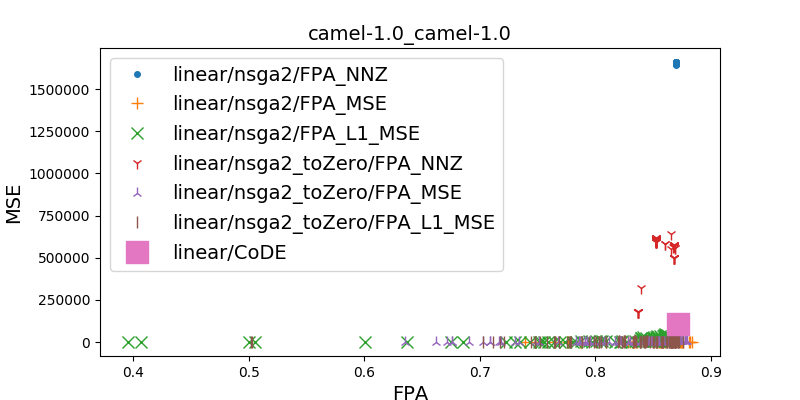 camel-1.0_camel-1.0
MSE
1500000
1250000
1000000
750000
500000
250000
0
linear/nsga2/FPA_NNZ
linear/nsga2/FPA_MSE
linear/nsga2/FPA_L1_MSE
linear/nsga2_toZero/FPA_NNZ
linear/nsga2_toZero/FPA_MSE
linear/nsga2_toZero/FPA_L1_MSE
linear/CoDE
0.4 0.5 0.6 0.7 0.8 0.9
FPA